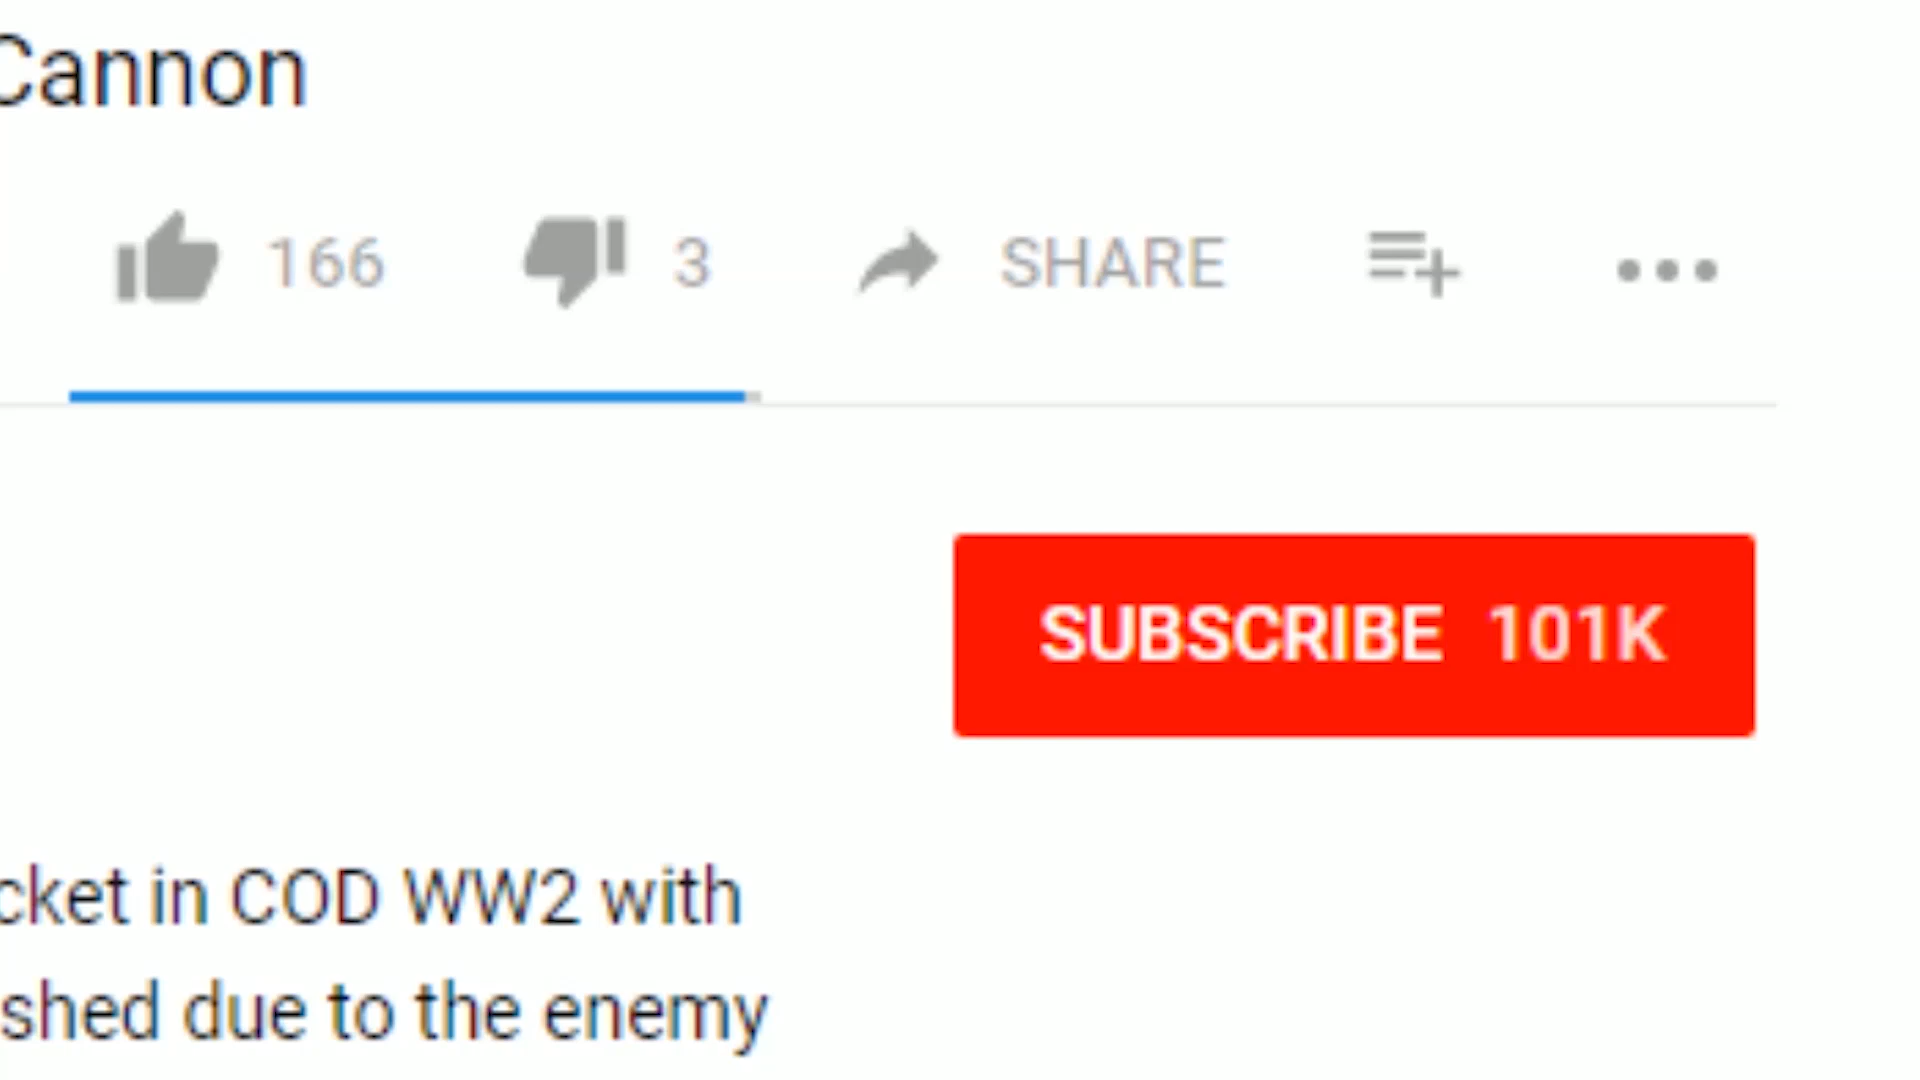 Cannon
166 3 SHARE
SUBSCRIBE 101K
cket in COD WW2 with
shed due to the enemy